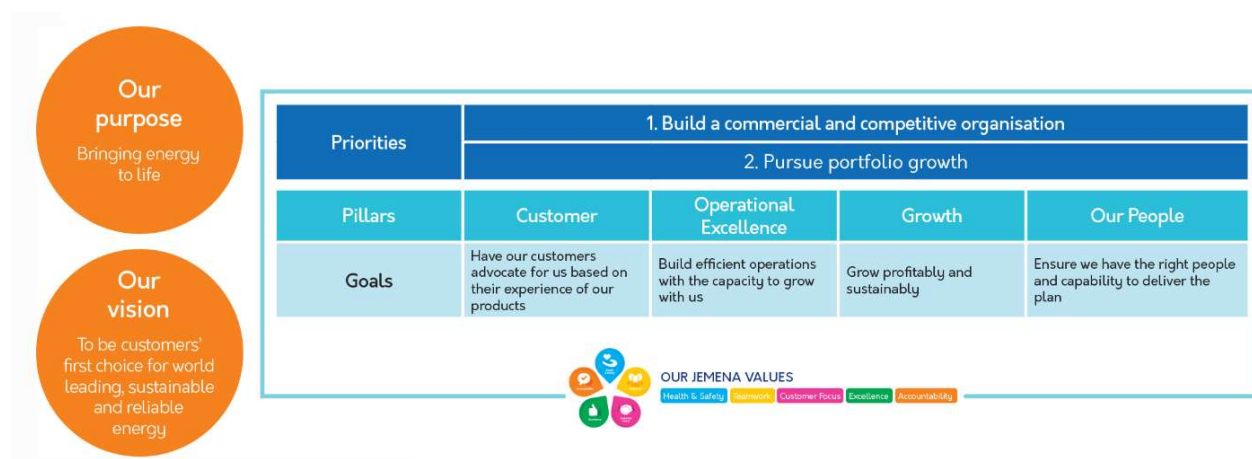 Our
purpose
Bringing energy
to life
Our
vision
To be customers'
first choice for world
leading, sustainable
and reliable
energy
Priorities
1. Build a commercial and competitive organisation
2. Pursue portfolio growth
Pillars
Customer
Operational
Excellence
Growth
Our People
Goals
Have our customers
advocate for us based on
their experience of our
products
Build efficient operations
with the capacity to grow
with us
Grow profitably and
sustainably
Ensure we have the right people
and capability to deliver the
plan
OUR JEMENA VALUES
Health & Safety Teamwork Customer Focus Excellence Accountability